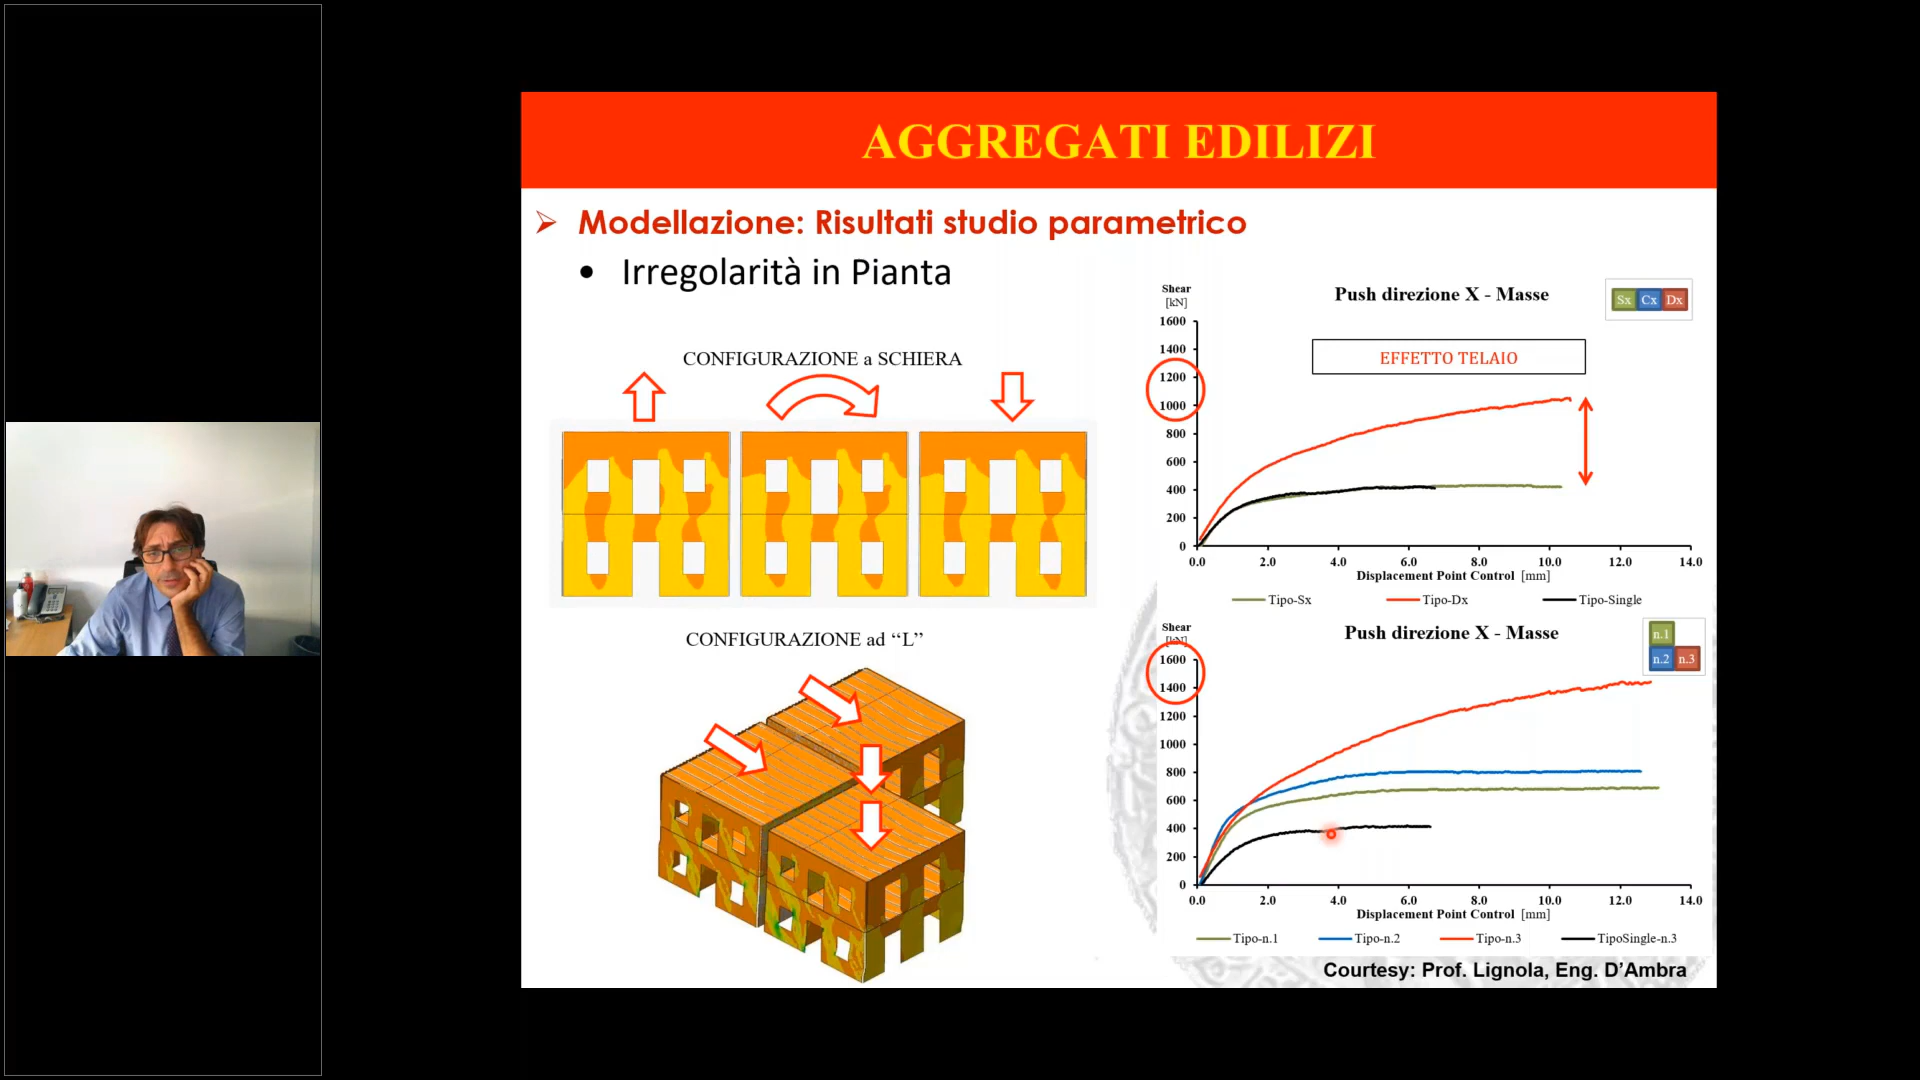 AGGREGATI EDILIZI
Modellazione: Risultati studio parametrico
• Irregolarità in Pianta
CONFIGURAZIONE a SCHIERA
CONFIGURAZIONE ad “L”
Shear
[kN]
Push direzione X - Masse
Sx Cx Dx
EFFETTO TELAIO
1600
1400
1200
1000
800
600
400
200
0
0.0 2.0 4.0 6.0 8.0 10.0 12.0 14.0
Displacement Point Control [mm]
Tipo-Sx Tipo-Dx Tipo-Single
Shear
[kN]
Push direzione X - Masse
n.1
n.2 n.3
1600
1400
1200
1000
800
600
400
200
0
0.0 2.0 4.0 6.0 8.0 10.0 12.0 14.0
Displacement Point Control [mm]
Tipo-n.1 Tipo-n.2 Tipo-n.3 TipoSingle-n.3
Courtesy: Prof. Lignola, Eng. D’Ambra